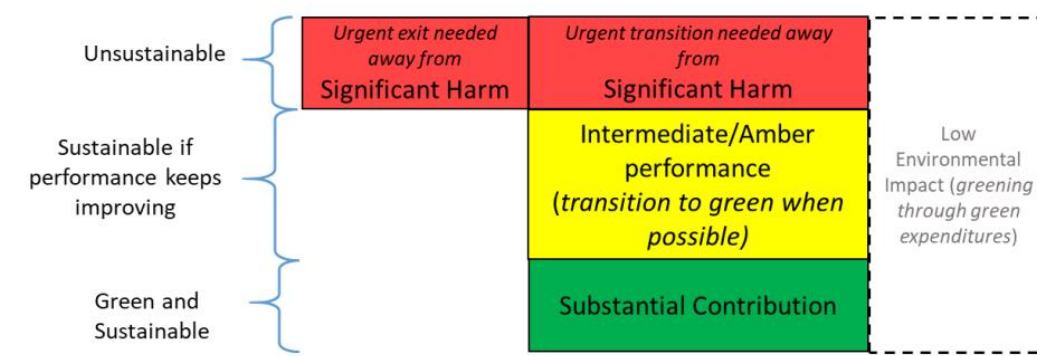 Unsustainable
Urgent exit needed
away from
Significant Harm
Urgent transition needed away
from
Significant Harm
Sustainable if
performance keeps
improving
Intermediate/Amber
performance
(transition to green when
possible)
Low
Environmental
Impact (greening
through green
expenditures)
Green and
Sustainable
Substantial Contribution